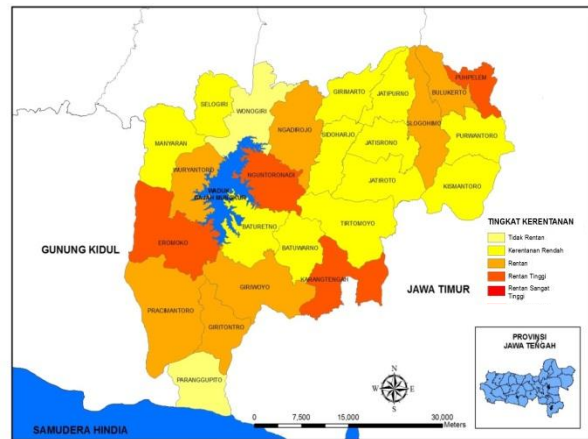 PUHPELEM
GIRIMARTO
SELOGIRI
WONOGIRI
JATIPURNO
BULUKERTO
SLOGOHIMO
NGADIROJO
SIDOHARJO
PURWANTORO
MANYARAN
JATISRONO
WURYANTORO
NGUNTORONADI
JATIROTO
KISMANTORO
BATURETNO
TIRTOMOYO
EROMOKO
BATUWARNO
KARANGTENGAH
GIRIWOYO
PRACIMANTORO
GIRITONTRO
PARANGGUPITO
GUNUNG KIDUL
JAWA TIMUR
SAMUDERA HINDIA
TINGKAT KERENTANAN
Tidak Rentan
Kerentanan Rendah
Rentan
Rentan Tinggi
Rentan Sangat
Tinggi
PROVINSI
JAWA TENGAH
N
W
E
S
0
7,500
15,000
30,000
Meters